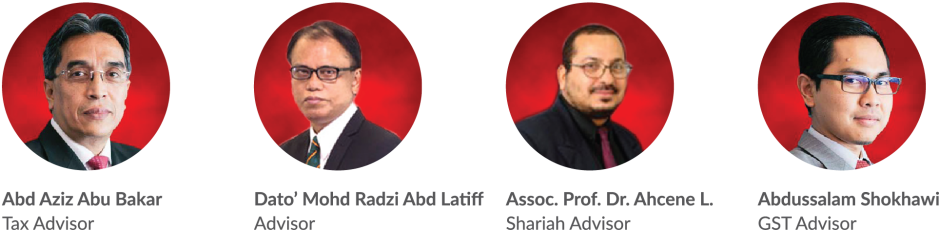 Abd Aziz Abu Bakar
Tax Advisor
Dato’ Mohd Radzi Abd Latiff
Advisor
Assoc. Prof. Dr. Ahcene L.
Shariah Advisor
Abdussalam Shokhawi
GST Advisor